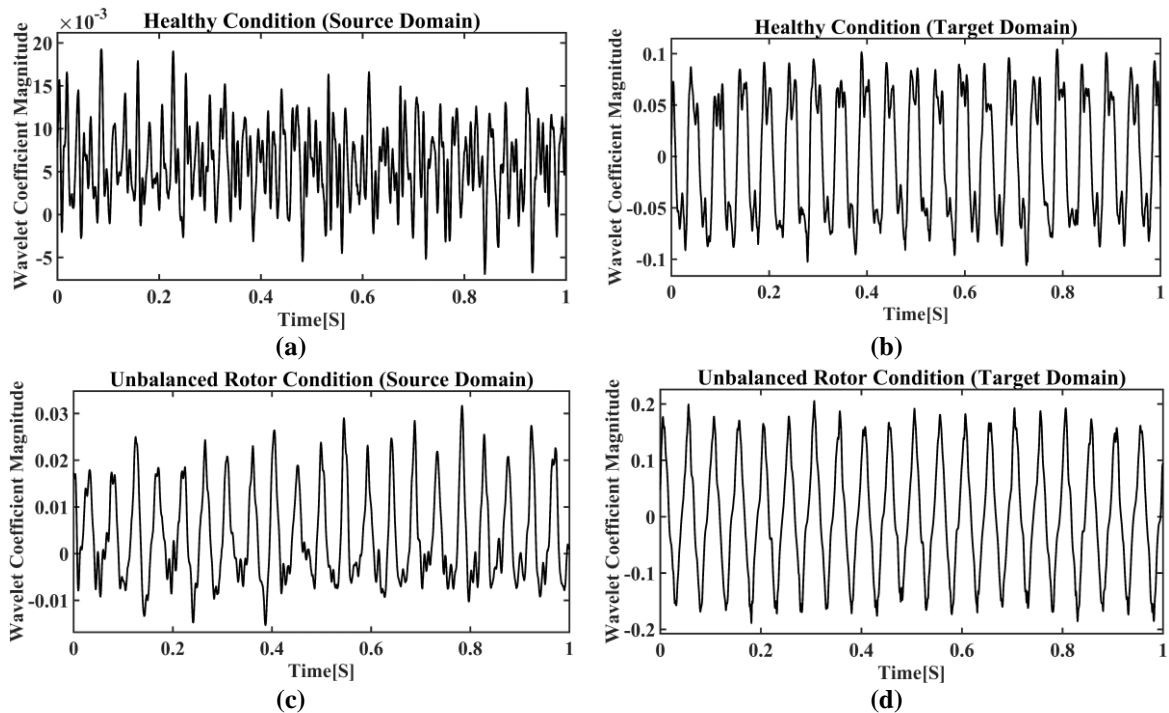 ×10⁻³
Healthy Condition (Source Domain)
Wavelet Coefficient Magnitude
20
15
10
5
0
-5
0
0.2
0.4
0.6
0.8
1
Time[S]
(a)
Healthy Condition (Target Domain)
Wavelet Coefficient Magnitude
0.1
0.05
0
-0.05
-0.1
0
0.2
0.4
0.6
0.8
1
Time[S]
(b)
Unbalanced Rotor Condition (Source Domain)
Wavelet Coefficient Magnitude
0.03
0.02
0.01
0
-0.01
0
0.2
0.4
0.6
0.8
1
Time[S]
(c)
Unbalanced Rotor Condition (Target Domain)
Wavelet Coefficient Magnitude
0.2
0.1
0
-0.1
-0.2
0
0.2
0.4
0.6
0.8
1
Time[S]
(d)